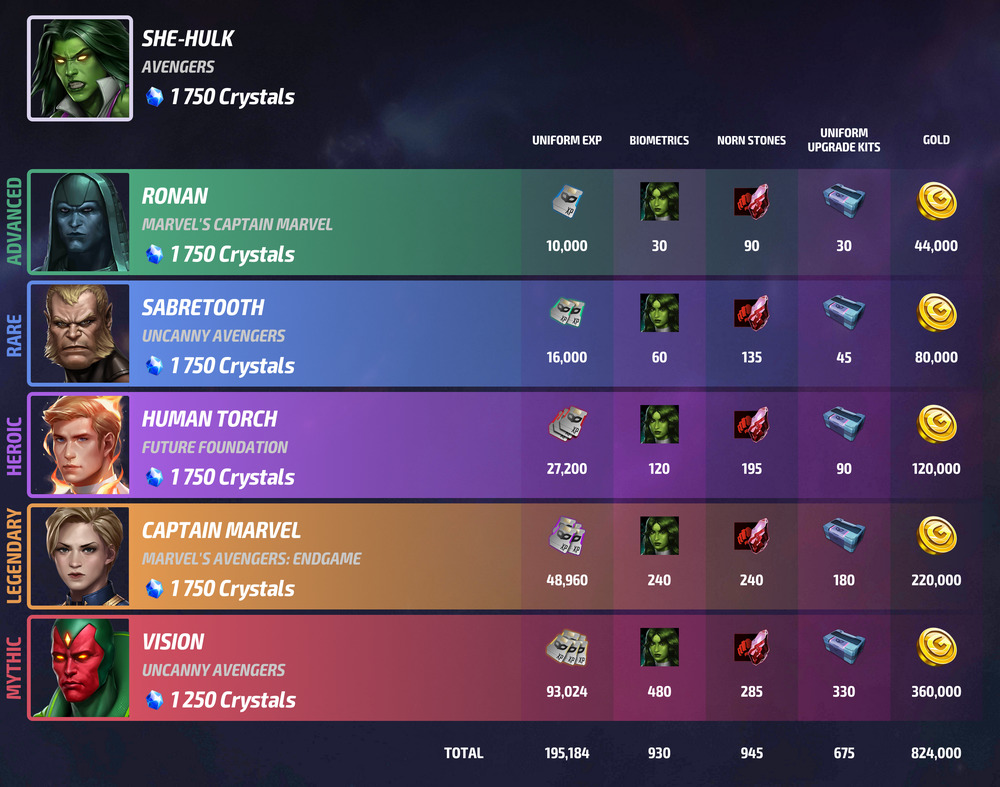 SHE-HULK
AVENGERS
1 750 Crystals
UNIFORM EXP BIOMETRICS NORN STONES UNIFORM UPGRADE KITS GOLD
ADVANCED
RONAN
MARVEL'S CAPTAIN MARVEL
1 750 Crystals
10,000 30 90 30 44,000
RARE
SABRETOOTH
UNCANNY AVENGERS
1 750 Crystals
16,000 60 135 45 80,000
HEROIC
HUMAN TORCH
FUTURE FOUNDATION
1 750 Crystals
27,200 120 195 90 120,000
LEGENDARY
CAPTAIN MARVEL
MARVEL'S AVENGERS: ENDGAME
1 750 Crystals
48,960 240 240 180 220,000
MYTHIC
VISION
UNCANNY AVENGERS
1 250 Crystals
93,024 480 285 330 360,000
TOTAL 195,184 930 945 675 824,000